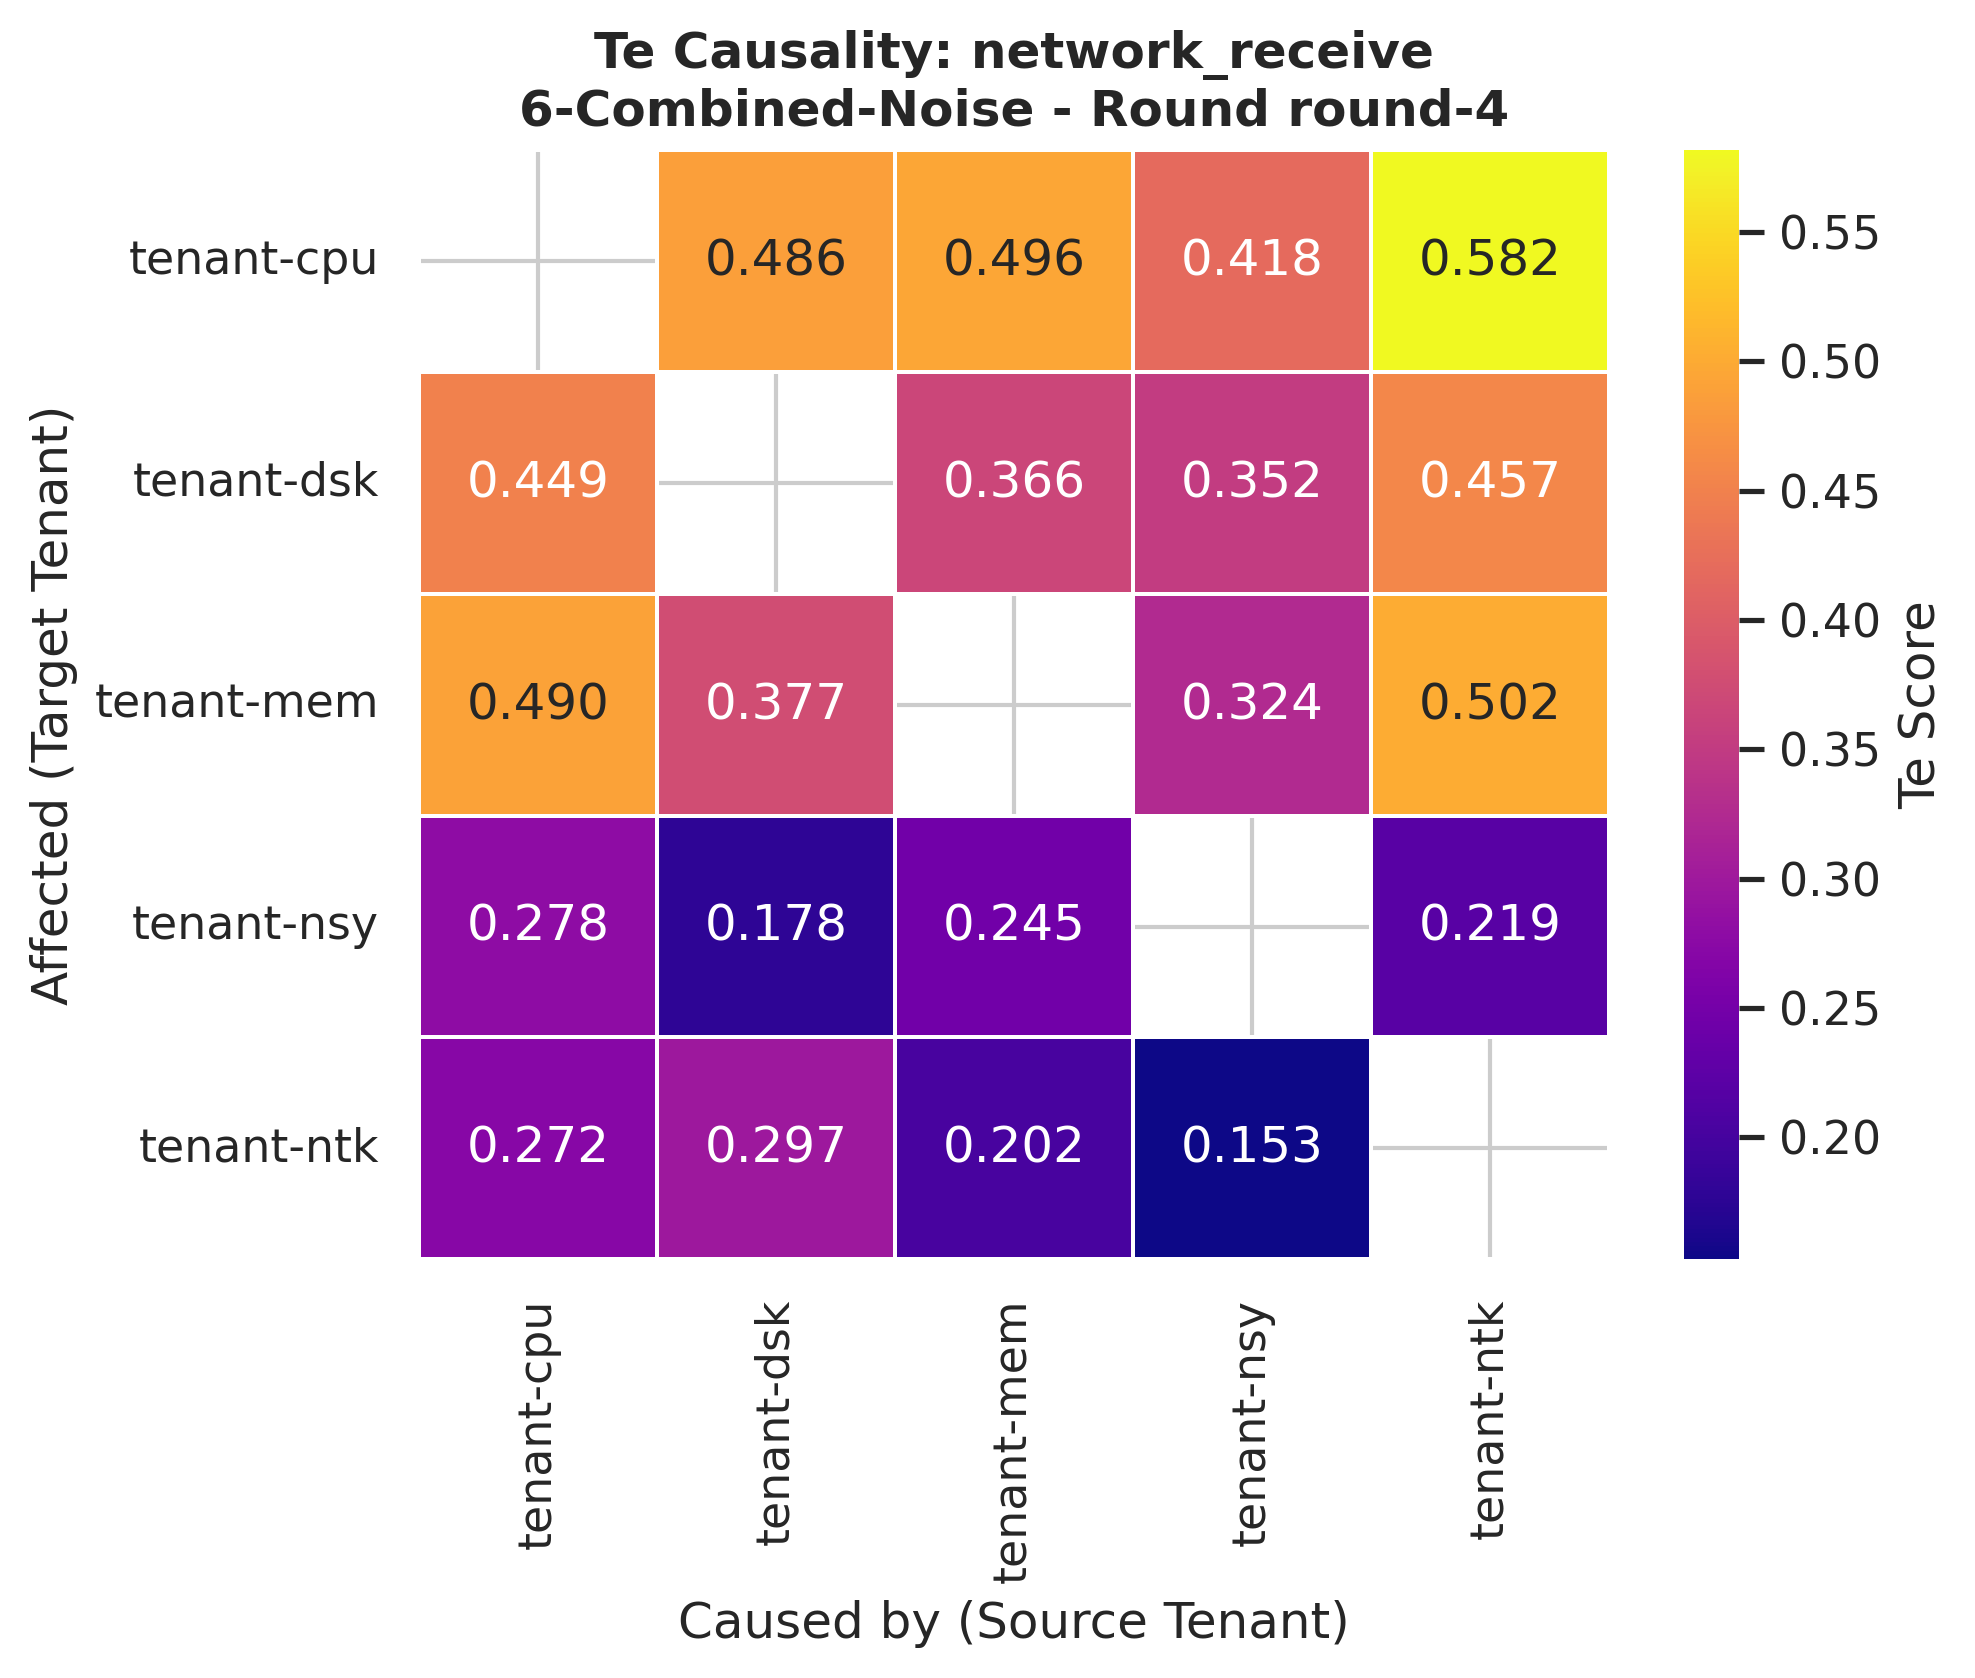 Te Causality: network_receive
6-Combined-Noise - Round round-4
Affected (Target Tenant)
tenant-cpu 0.486 0.496 0.418 0.582
tenant-dsk 0.449 0.366 0.352 0.457
tenant-mem 0.490 0.377 0.324 0.502
tenant-nsy 0.278 0.178 0.245 0.219
tenant-ntk 0.272 0.297 0.202 0.153
tenant-cpu tenant-dsk tenant-mem tenant-nsy tenant-ntk
Caused by (Source Tenant)
0.55
0.50
0.45
0.40
0.35
0.30
0.25
0.20
Te Score